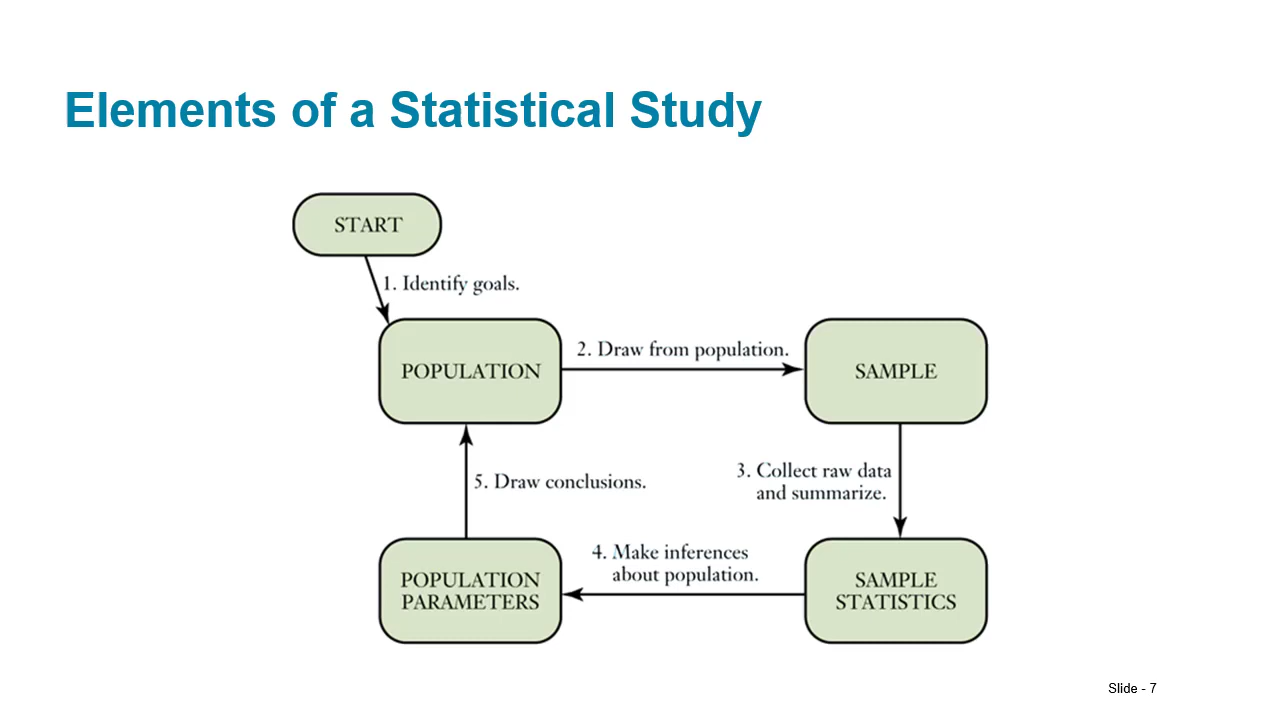 Elements of a Statistical Study
START
1. Identify goals.
POPULATION
2. Draw from population.
SAMPLE
3. Collect raw data
and summarize.
SAMPLE
STATISTICS
4. Make inferences
about population.
POPULATION
PARAMETERS
5. Draw conclusions.
Slide - 7